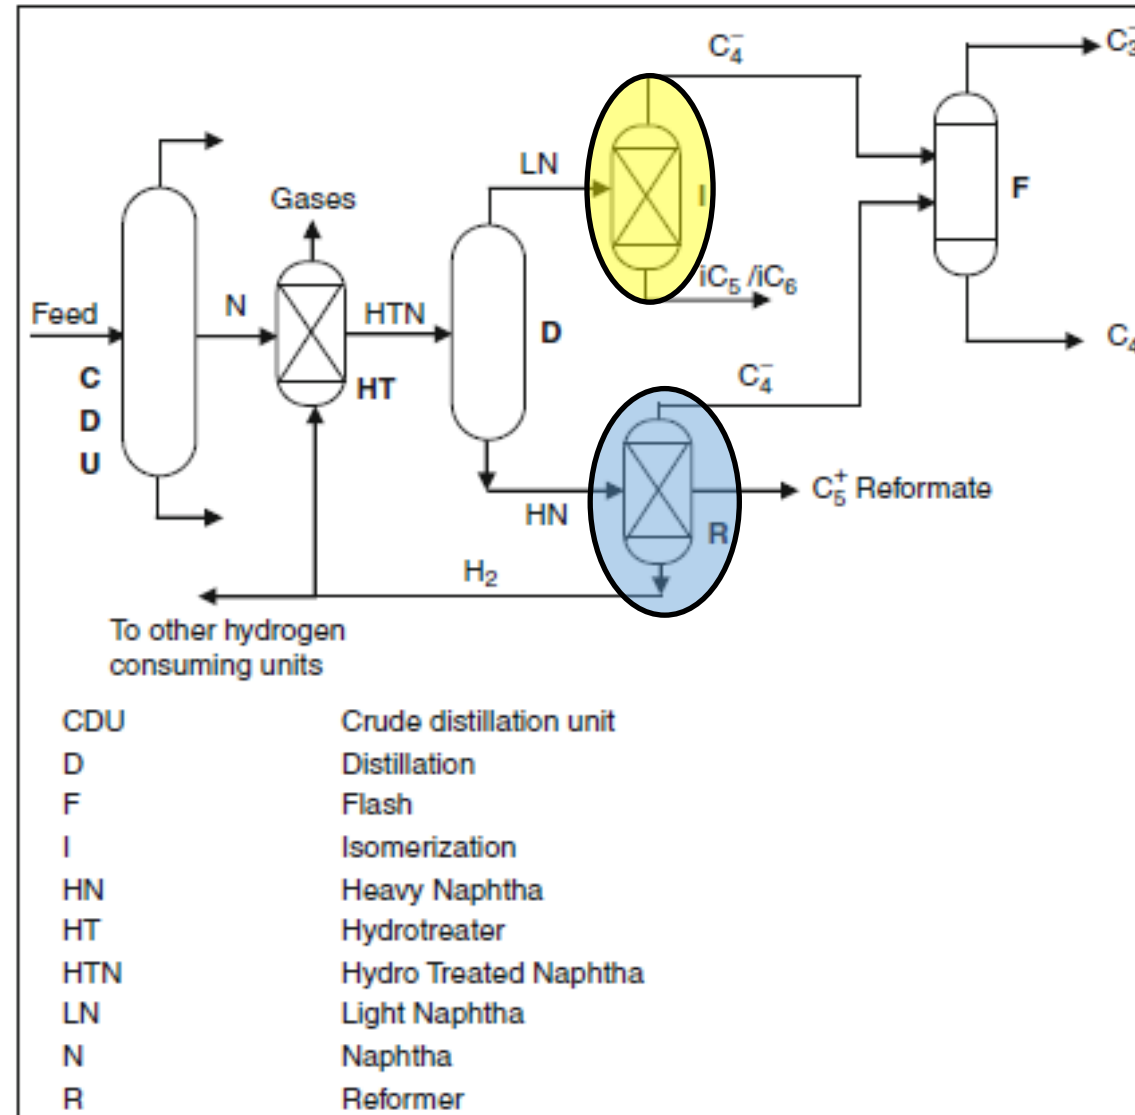 C₄⁻
C₃⁻
LN
I
F
Gases
iC₅ /iC₆
Feed
N
HTN
D
C₄
C
D
U
HT
C₄⁻
C₅⁺ Reformate
HN
R
H₂
To other hydrogen
consuming units
CDU Crude distillation unit
D Distillation
F Flash
I Isomerization
HN Heavy Naphtha
HT Hydrotreater
HTN Hydro Treated Naphtha
LN Light Naphtha
N Naphtha
R Reformer